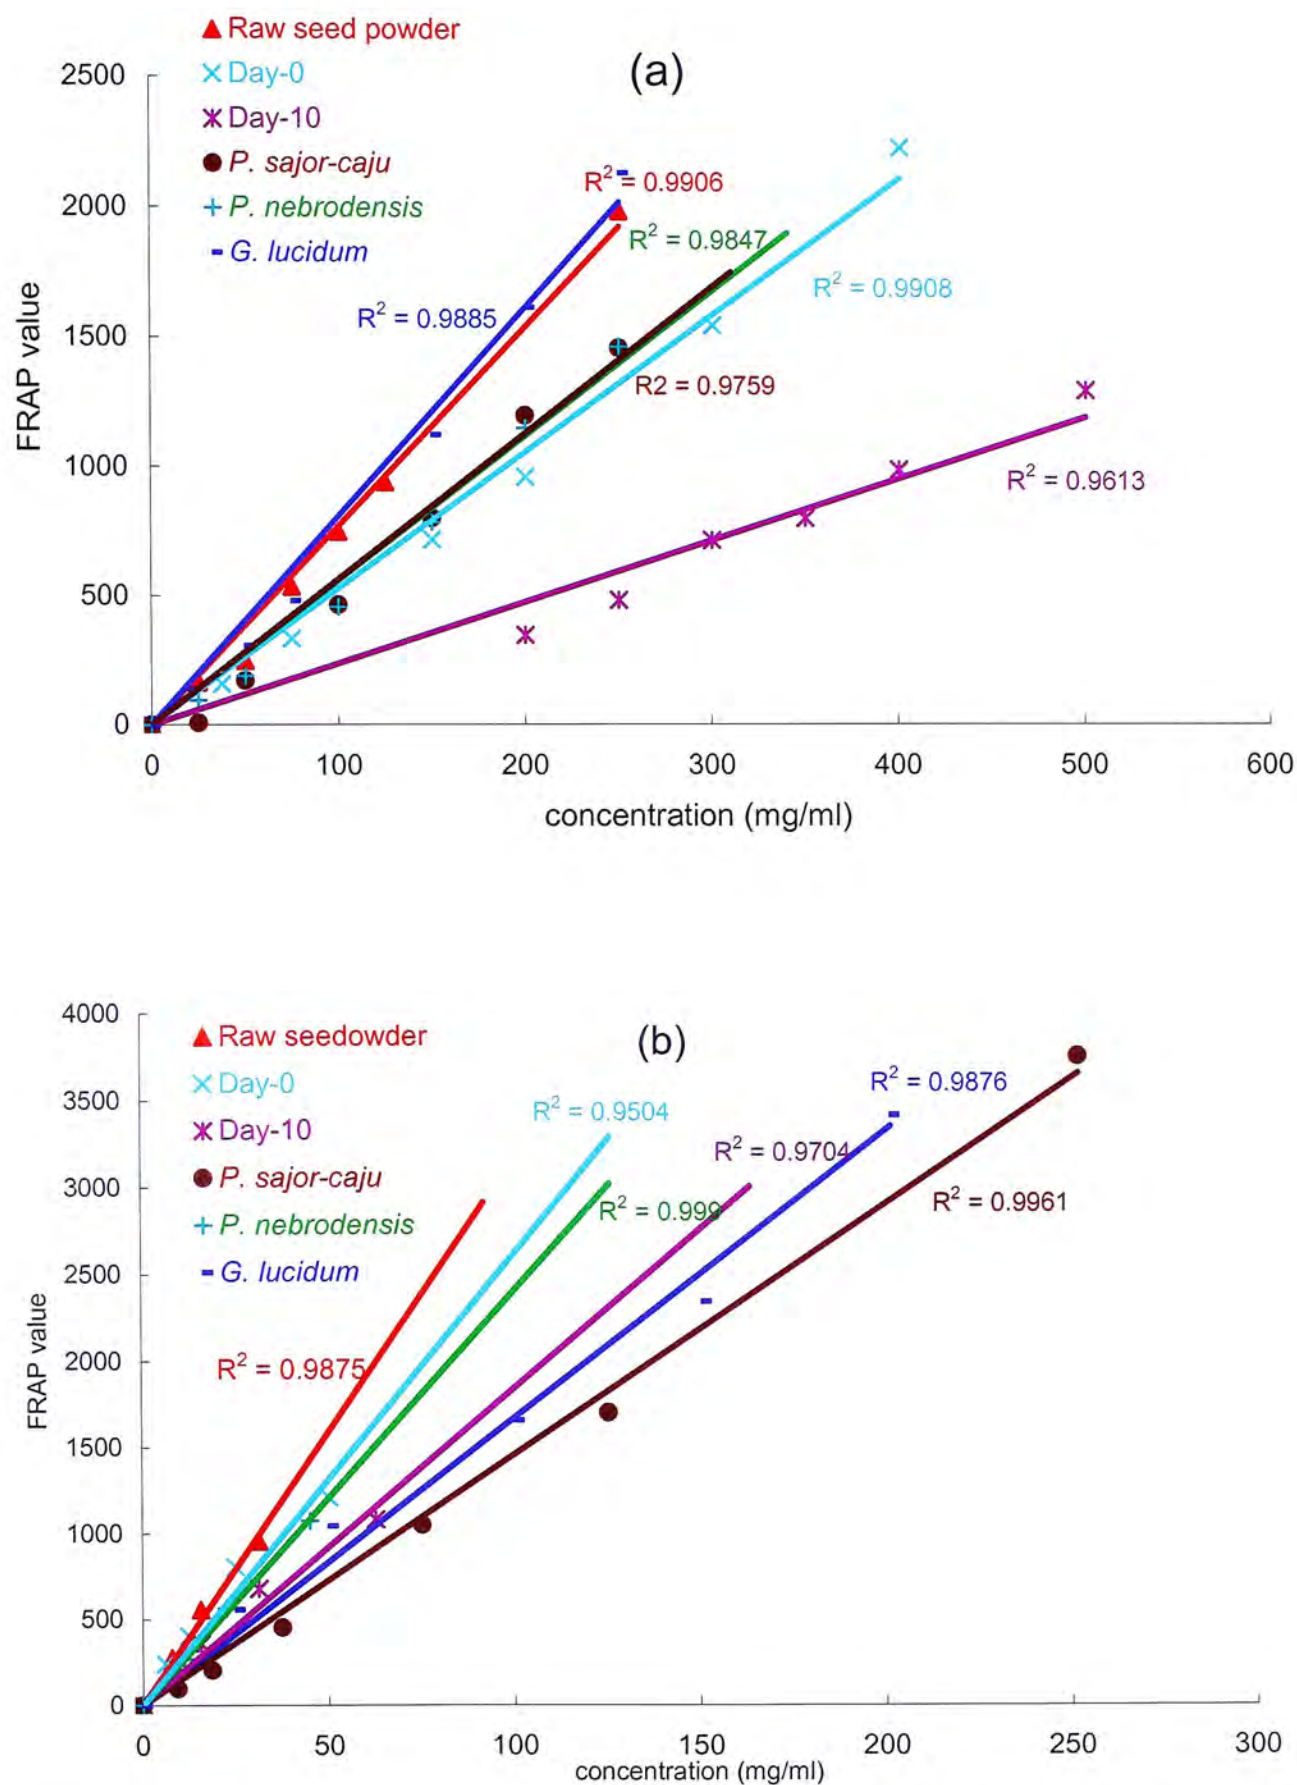 Raw seed powder
Day-0
Day-10
P. sajor-caju
P. nebrodensis
G. lucidum
(a)
2500
2000
1500
1000
500
0
FRAP value
R² = 0.9906
R² = 0.9847
R² = 0.9908
R² = 0.9885
R2 = 0.9759
R² = 0.9613
0 100 200 300 400 500 600
concentration (mg/ml)
(b)
Raw seedowder
Day-0
Day-10
P. sajor-caju
P. nebrodensis
G. lucidum
4000
3500
3000
2500
2000
1500
1000
500
0
FRAP value
R² = 0.9876
R² = 0.9504
R² = 0.9704
R² = 0.9961
R² = 0.999
R² = 0.9875
0 50 100 150 200 250 300
concentration (mg/ml)